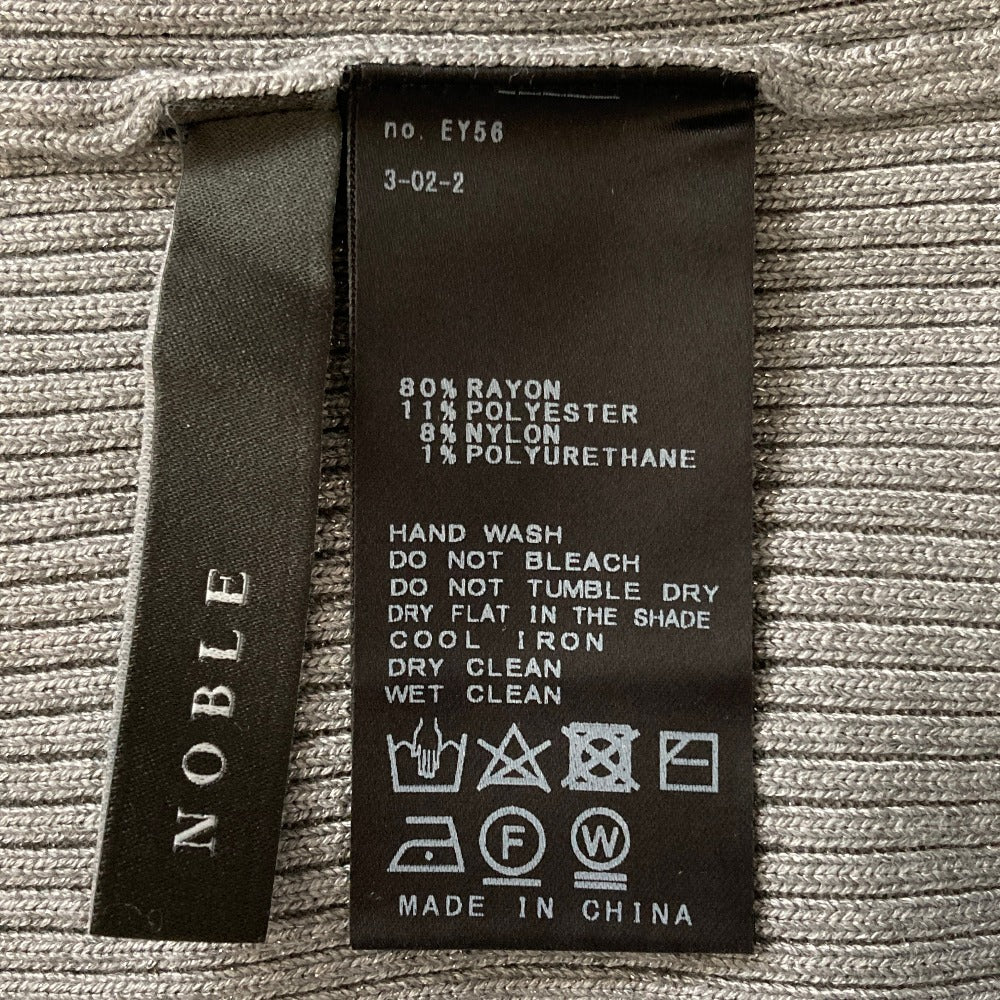 NOBLE
no. EY56
3-02-2
80% RAYON
11% POLYESTER
8% NYLON
1% POLYURETHANE
HAND WASH
DO NOT BLEACH
DO NOT TUMBLE DRY
DRY FLAT IN THE SHADE
COOL IRON
DRY CLEAN
WET CLEAN
F W
MADE IN CHINA